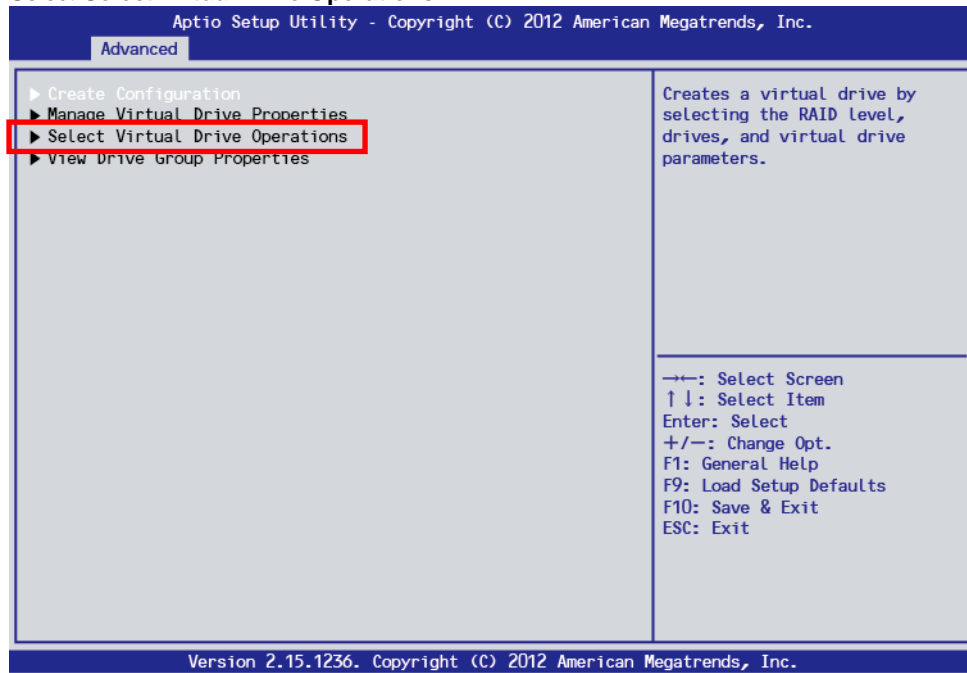 Aptio Setup Utility - Copyright (C) 2012 American Megatrends, Inc.
Advanced
▶ Create Configuration
▶ Manage Virtual Drive Properties
▶ Select Virtual Drive Operations
▶ View Drive Group Properties
Creates a virtual drive by
selecting the RAID level,
drives, and virtual drive
parameters.
→←: Select Screen
↑↓: Select Item
Enter: Select
+/-: Change Opt.
F1: General Help
F9: Load Setup Defaults
F10: Save & Exit
ESC: Exit
Version 2.15.1236. Copyright (C) 2012 American Megatrends, Inc.